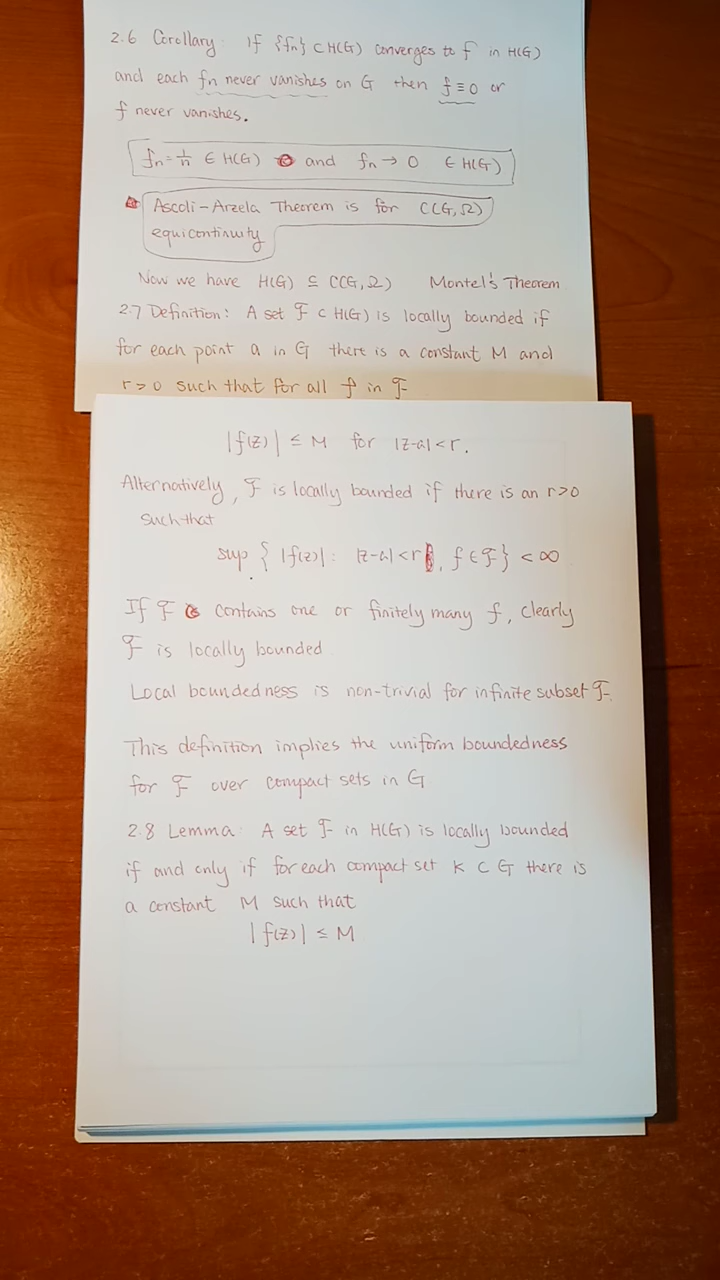 2.6 Corollary: If {fn} ⊂ H(G) converges to f in H(G)
and each fn never vanishes on G then f ≡ 0 or
f never vanishes.
fn = 1/n ∈ H(G) and fn → 0 ∈ H(G)
Ascoli-Arzela Theorem is for C(G,Ω)
equicontinuity
Now we have H(G) ⊆ C(G,Ω) Montel's Theorem
2.7 Definition: A set F ⊂ H(G) is locally bounded if
for each point a in G there is a constant M and
r > 0 such that for all f in F
|f(z)| ≤ M for |z-a| < r.
Alternatively, F is locally bounded if there is an r>0
such that
sup { |f(z)| : |z-a| < r, f ∈ F } < ∞
If F contains one or finitely many f, clearly
F is locally bounded.
Local boundedness is non-trivial for infinite subset F.
This definition implies the uniform boundedness
for F over compact sets in G
2.8 Lemma: A set F in H(G) is locally bounded
if and only if for each compact set K ⊂ G there is
a constant M such that
|f(z)| ≤ M